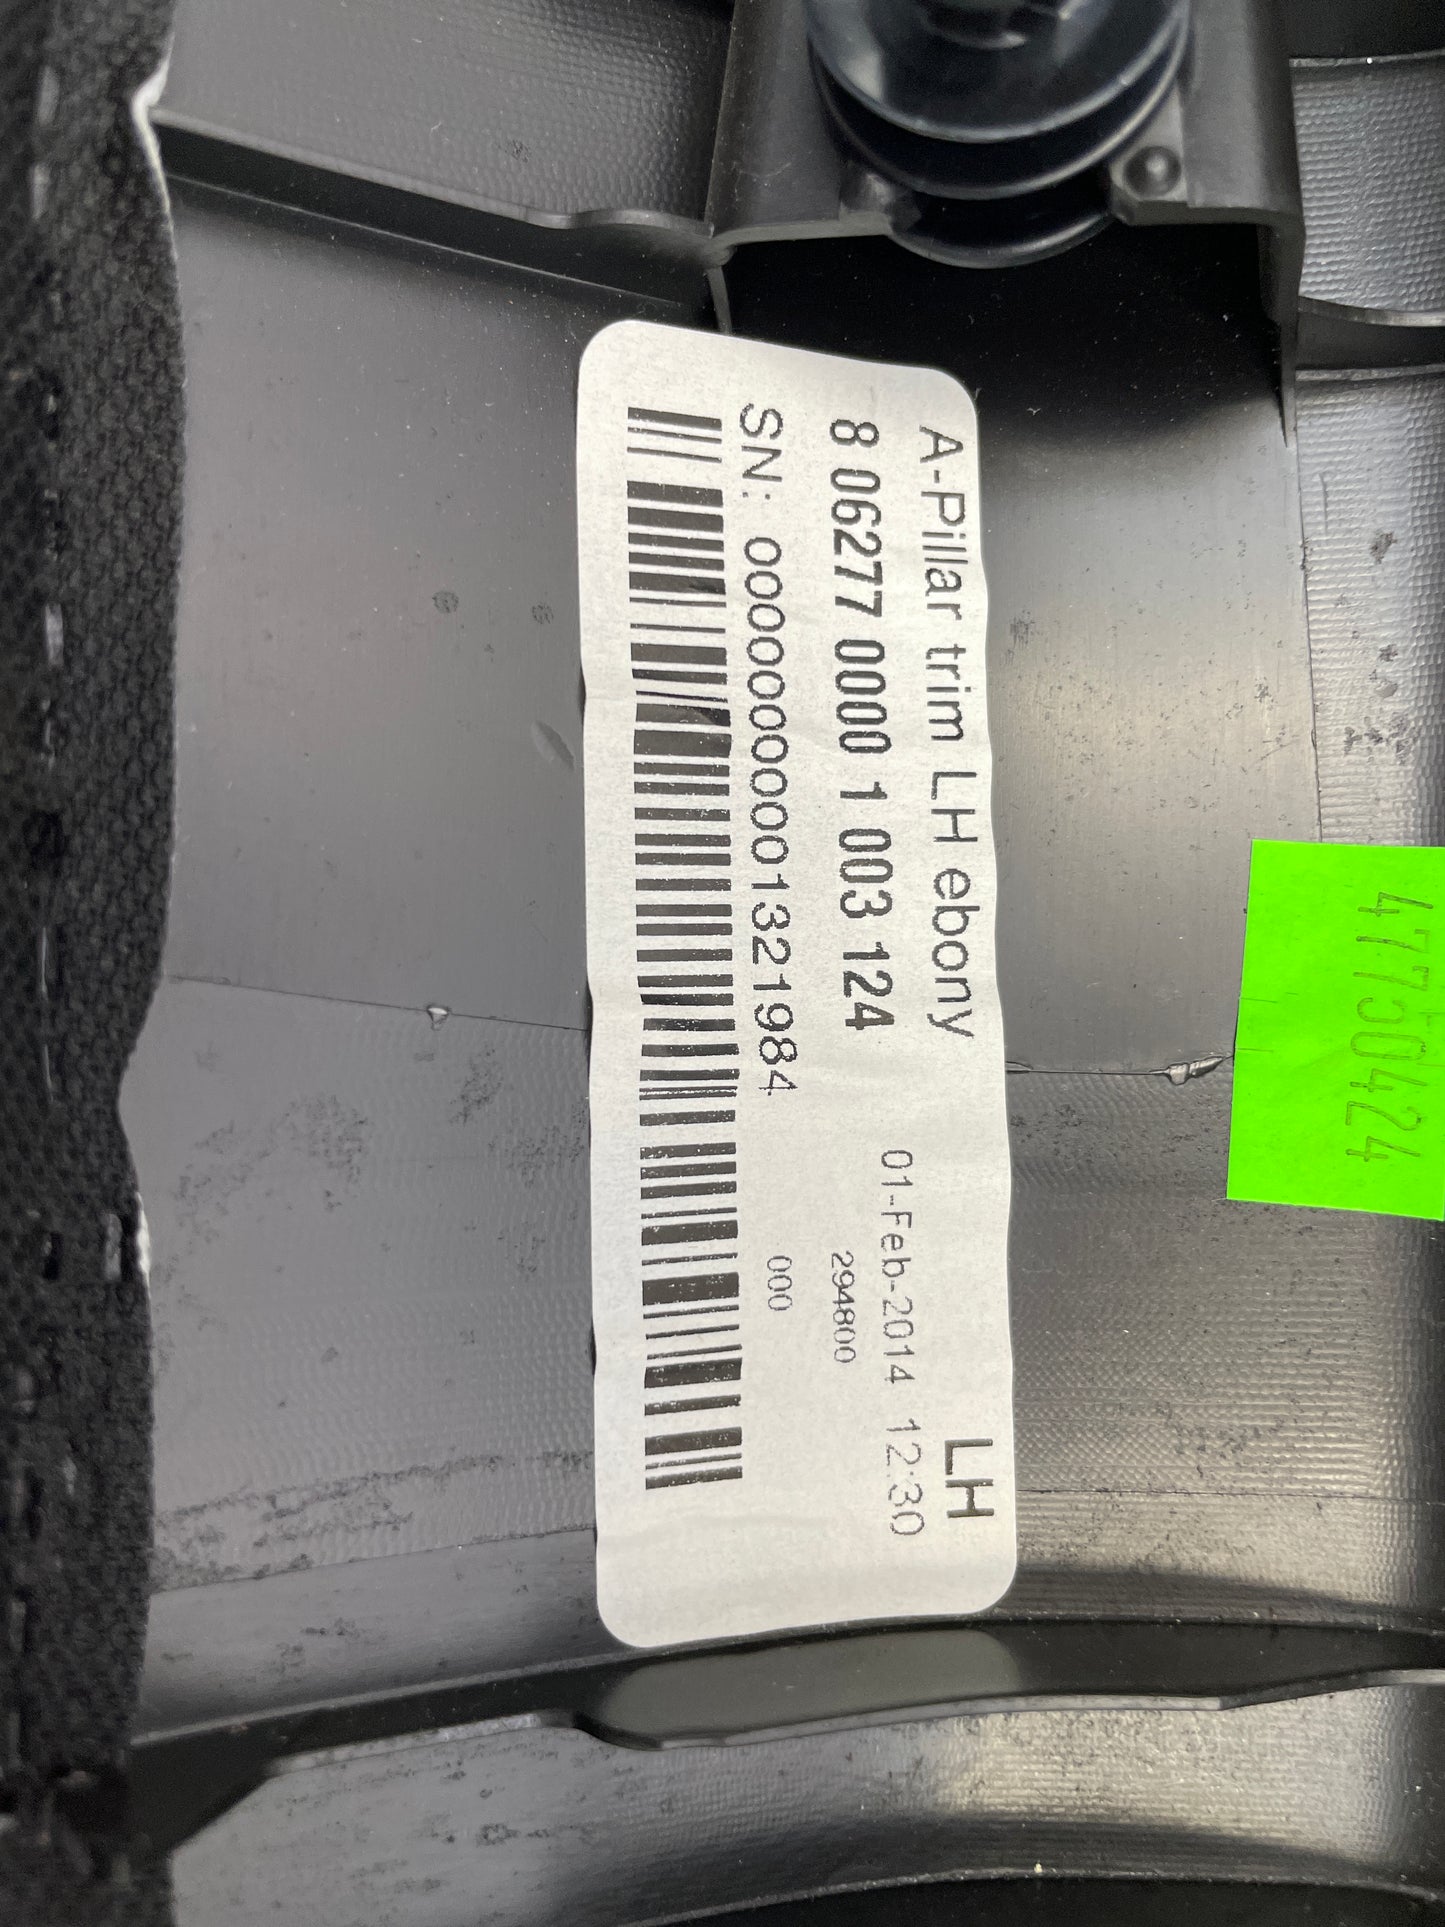 A-Pillar trim LH ebony
LH
8 06277 0000 1 003 124
01-Feb-2014 12:30
294800
SN: 00000000001321984
000
47750424